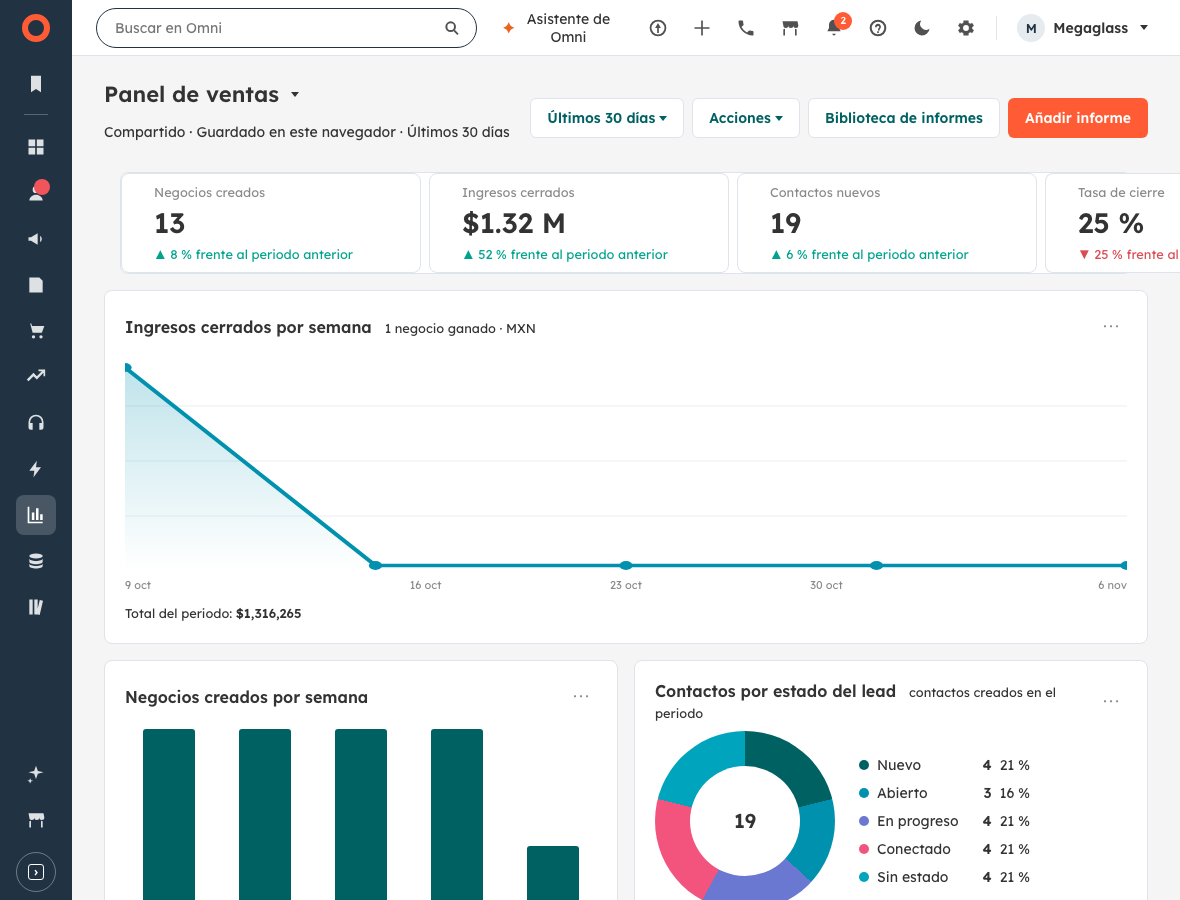 Buscar en Omni
Asistente de
Omni
2
M
Megaglass
Panel de ventas
Compartido · Guardado en este navegador · Últimos 30 días
Últimos 30 días
Acciones
Biblioteca de informes
Añadir informe
Negocios creados
13
▲ 8 % frente al periodo anterior
Ingresos cerrados
$1.32 M
▲ 52 % frente al periodo anterior
Contactos nuevos
19
▲ 6 % frente al periodo anterior
Tasa de cierre
25 %
▼ 25 % frente al
Ingresos cerrados por semana 1 negocio ganado · MXN
···
9 oct 16 oct 23 oct 30 oct 6 nov
Total del periodo: $1,316,265
Negocios creados por semana
···
Contactos por estado del lead contactos creados en el
periodo
···
19
Nuevo 4 21 %
Abierto 3 16 %
En progreso 4 21 %
Conectado 4 21 %
Sin estado 4 21 %